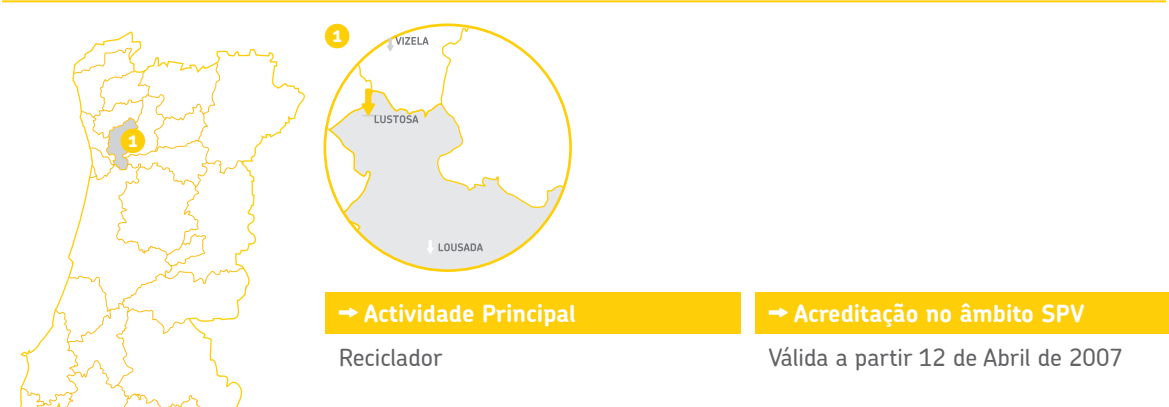 1
1
VIZELA
LUSTOSA
LOUSADA
Actividade Principal
Reciclador
Acreditação no âmbito SPV
Válida a partir 12 de Abril de 2007